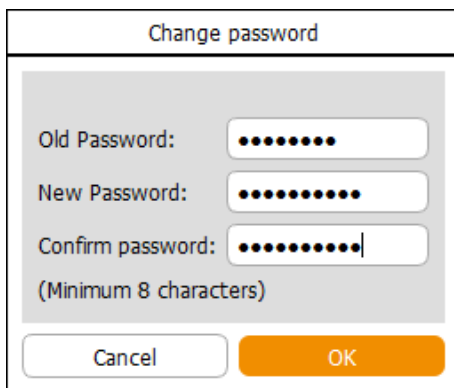 Change password
Old Password: ••••••••
New Password: ••••••••••
Confirm password: ••••••••••
(Minimum 8 characters)
Cancel OK